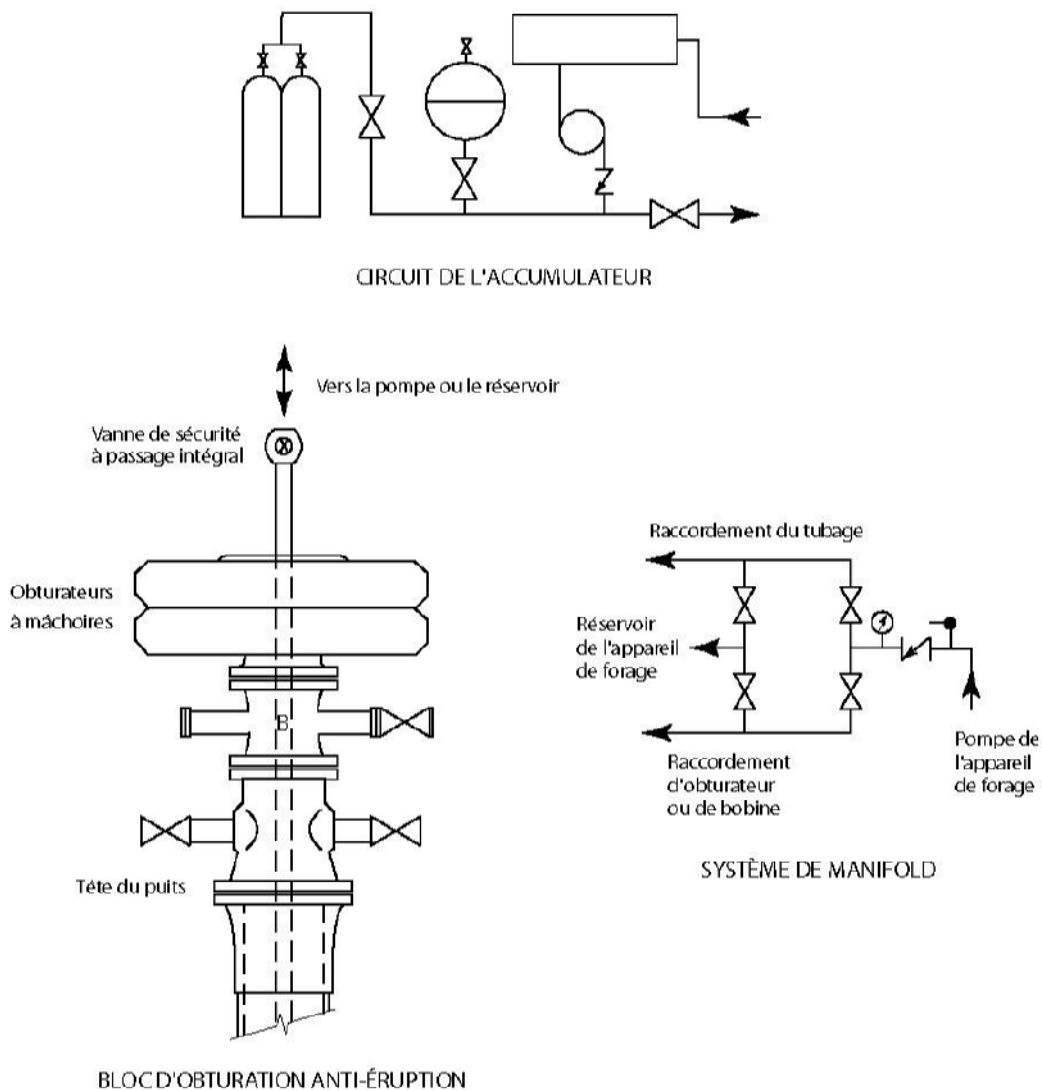 CIRCUIT DE L'ACCUMULATEUR
Vers la pompe ou le réservoir
Vanne de sécurité
à passage intégral
Obturateurs
à mâchoires
B
Tête du puits
BLOC D'OBTURATION ANTI-ÉRUPTION
Raccordement du tubage
Réservoir
de l'appareil
de forage
Raccordement
d'obturateur
ou de bobine
Pompe de
l'appareil
de forage
SYSTÈME DE MANIFOLD